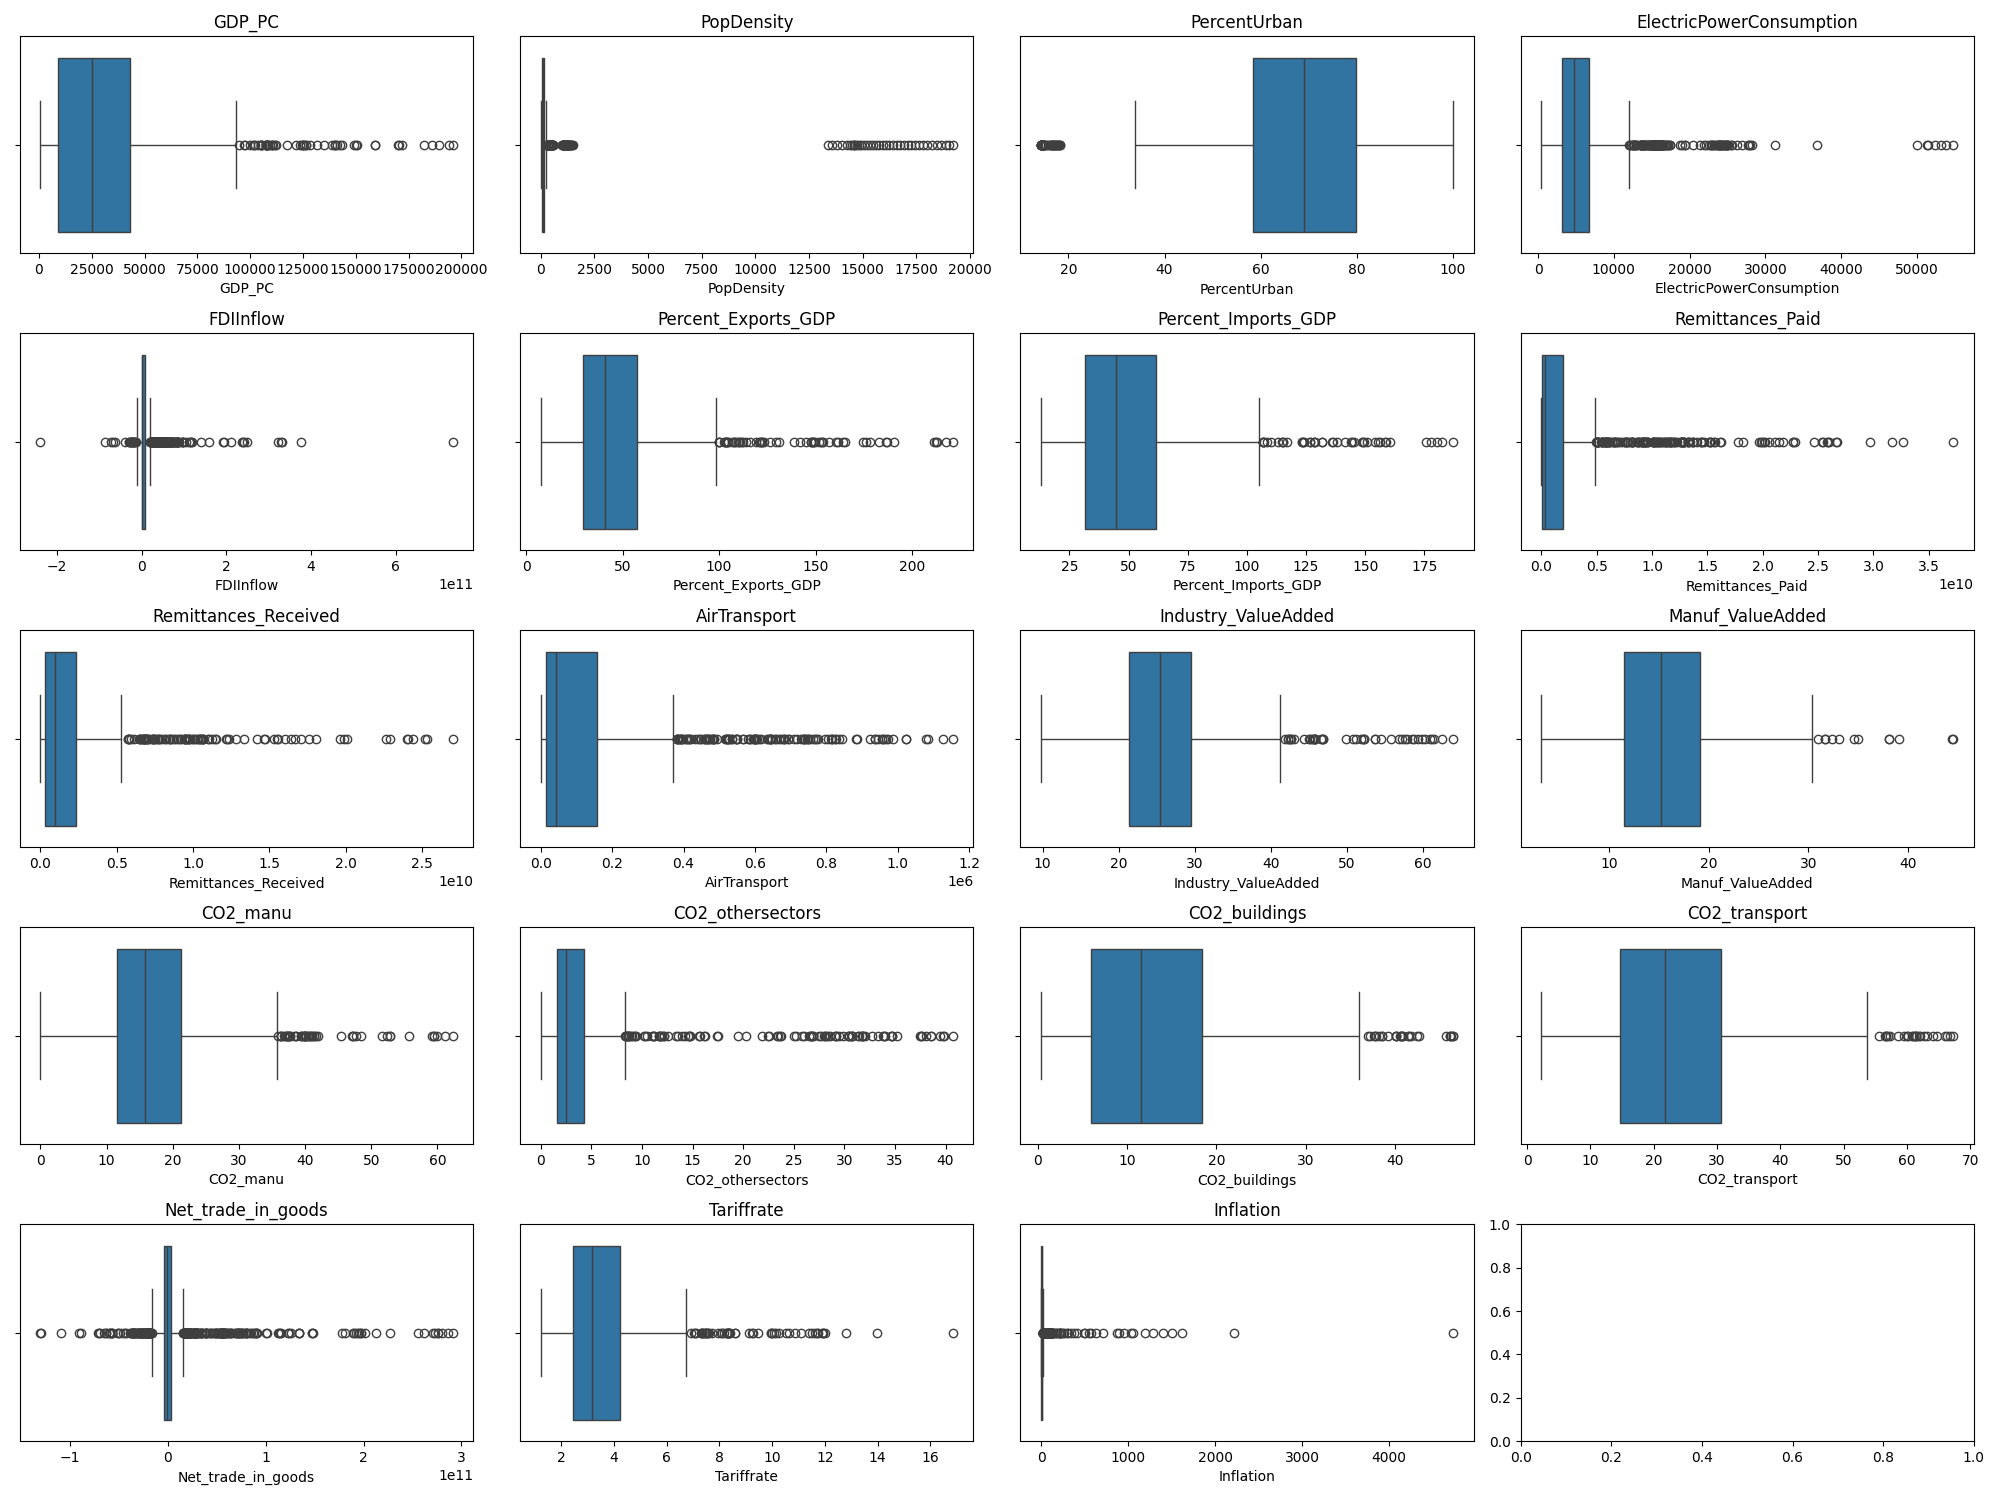 GDP_PC PopDensity PercentUrban ElectricPowerConsumption
0 25000 50000 75000 100000 125000 150000 175000 200000 0 2500 5000 7500 10000 12500 15000 17500 20000 20 40 60 80 100 0 10000 20000 30000 40000 50000
GDP_PC PopDensity PercentUrban ElectricPowerConsumption
FDIInflow Percent_Exports_GDP Percent_Imports_GDP Remittances_Paid
−2 0 2 4 6 0 50 100 150 200 25 50 75 100 125 150 175 0.0 0.5 1.0 1.5 2.0 2.5 3.0 3.5
FDIInflow 1e11 Percent_Exports_GDP Percent_Imports_GDP Remittances_Paid 1e10
Remittances_Received AirTransport Industry_ValueAdded Manuf_ValueAdded
0.0 0.5 1.0 1.5 2.0 2.5 0.0 0.2 0.4 0.6 0.8 1.0 1.2 10 20 30 40 50 60 10 20 30 40
Remittances_Received 1e10 AirTransport 1e6 Industry_ValueAdded Manuf_ValueAdded
CO2_manu CO2_othersectors CO2_buildings CO2_transport
0 10 20 30 40 50 60 0 5 10 15 20 25 30 35 40 0 10 20 30 40 0 10 20 30 40 50 60 70
CO2_manu CO2_othersectors CO2_buildings CO2_transport
Net_trade_in_goods Tariffrate Inflation
1.0
0.8
0.6
0.4
0.2
0.0
−1 0 1 2 3 2 4 6 8 10 12 14 16 0 1000 2000 3000 4000 0.0 0.2 0.4 0.6 0.8 1.0
Net_trade_in_goods 1e11 Tariffrate Inflation